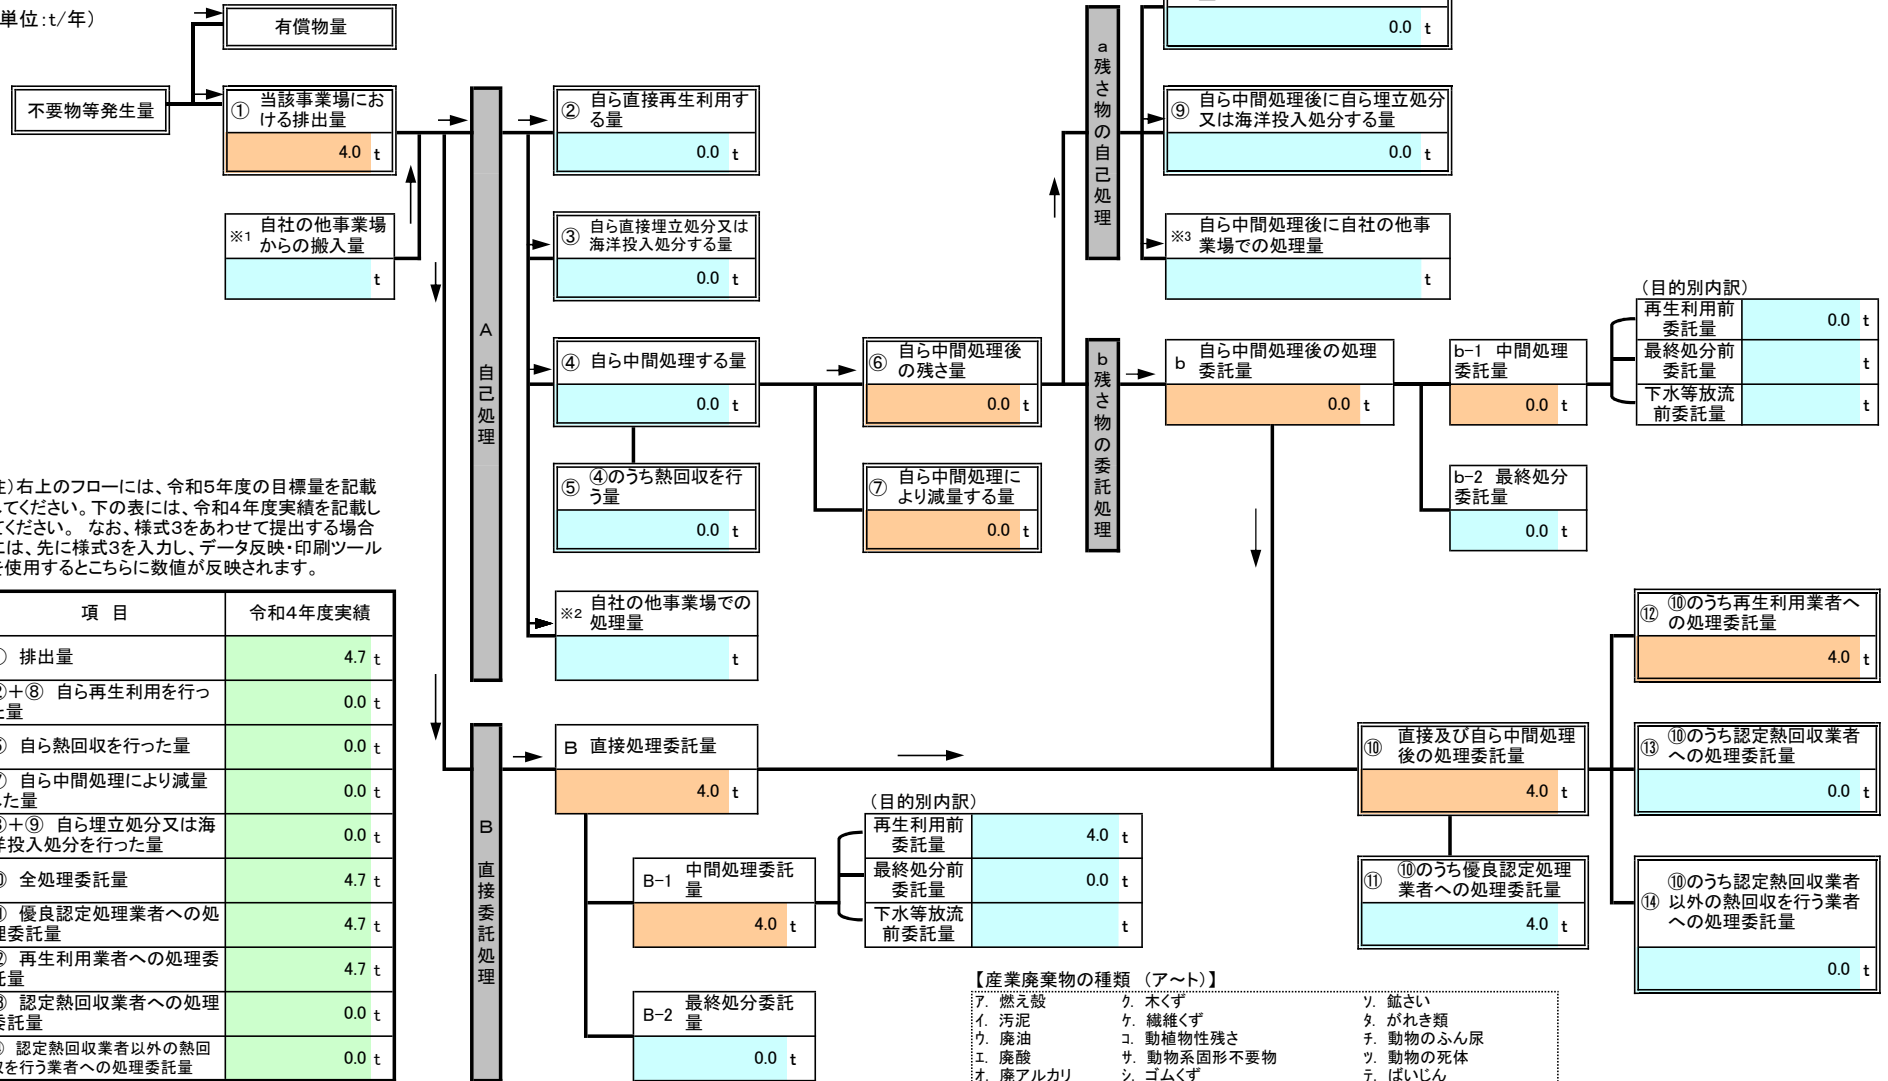 単位:t/年)
有償物量
不要物等発生量
① 当該事業場にお
ける排出量
4.0 t
※1 自社の他事業場
からの搬入量
t
A 自己処理
② 自ら直接再生利用す
る量
0.0 t
③ 自ら直接埋立処分又は
海洋投入処分する量
0.0 t
④ 自ら中間処理する量
0.0 t
⑤ ④のうち熱回収を行
う量
0.0 t
※2 自社の他事業場での
処理量
t
⑥ 自ら中間処理後
の残さ量
0.0 t
⑦ 自ら中間処理に
より減量する量
0.0 t
a残さ物の自己処理
0.0 t
⑨ 自ら中間処理後に自ら埋立処分
又は海洋投入処分する量
0.0 t
※3 自ら中間処理後に自社の他事
業場での処理量
t
b残さ物の委託処理
b 自ら中間処理後の処理
委託量
0.0 t
b-1 中間処理
委託量
0.0 t
b-2 最終処分
委託量
0.0 t
(目的別内訳)
再生利用前
委託量
0.0 t
最終処分前
委託量
t
下水等放流
前委託量
t
)右上のフローには、令和5年度の目標量を記載
してください。下の表には、令和4年度実績を記載し
てください。 なお、様式3をあわせて提出する場合
には、先に様式3を入力し、データ反映・印刷ツール
を使用するとこちらに数値が反映されます。
項 目 令和4年度実績
排出量 4.7 t
+⑧ 自ら再生利用を行っ
た量 0.0 t
自ら熱回収を行った量 0.0 t
自ら中間処理により減量
した量 0.0 t
+⑨ 自ら埋立処分又は海
洋投入処分を行った量 0.0 t
全処理委託量 4.7 t
優良認定処理業者への処
理委託量 4.7 t
再生利用業者への処理委
託量 4.7 t
認定熱回収業者への処理
委託量 0.0 t
認定熱回収業者以外の熱回
収を行う業者への処理委託量 0.0 t
B 直接委託処理
B 直接処理委託量
4.0 t
B-1 中間処理委託
量
4.0 t
B-2 最終処分委託
量
0.0 t
(目的別内訳)
再生利用前
委託量
4.0 t
最終処分前
委託量
0.0 t
下水等放流
前委託量
t
⑩ 直接及び自ら中間処理
後の処理委託量
4.0 t
⑪ ⑩のうち優良認定処理
業者への処理委託量
4.0 t
⑫ ⑩のうち再生利用業者へ
の処理委託量
4.0 t
⑬ ⑩のうち認定熱回収業者
への処理委託量
0.0 t
⑭ ⑩のうち認定熱回収業者
以外の熱回収を行う業者
への処理委託量
0.0 t
【産業廃棄物の種類 (ア~ト)】
ア. 燃え殻 ク. 木くず ソ. 鉱さい
イ. 汚泥 ケ. 繊維くず タ. がれき類
ウ. 廃油 コ. 動植物性残さ チ. 動物のふん尿
エ. 廃酸 サ. 動物系固形不要物 ツ. 動物の死体
オ. 廃アルカリ シ. ゴムくず テ. ばいじん